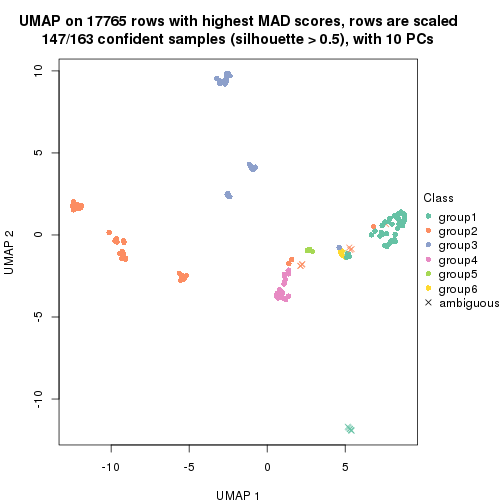 UMAP on 17765 rows with highest MAD scores, rows are scaled
147/163 confident samples (silhouette > 0.5), with 10 PCs
10
5
0
-5
-10
UMAP 2
-10
-5
0
5
UMAP 1
Class
group1
group2
group3
group4
group5
group6
ambiguous